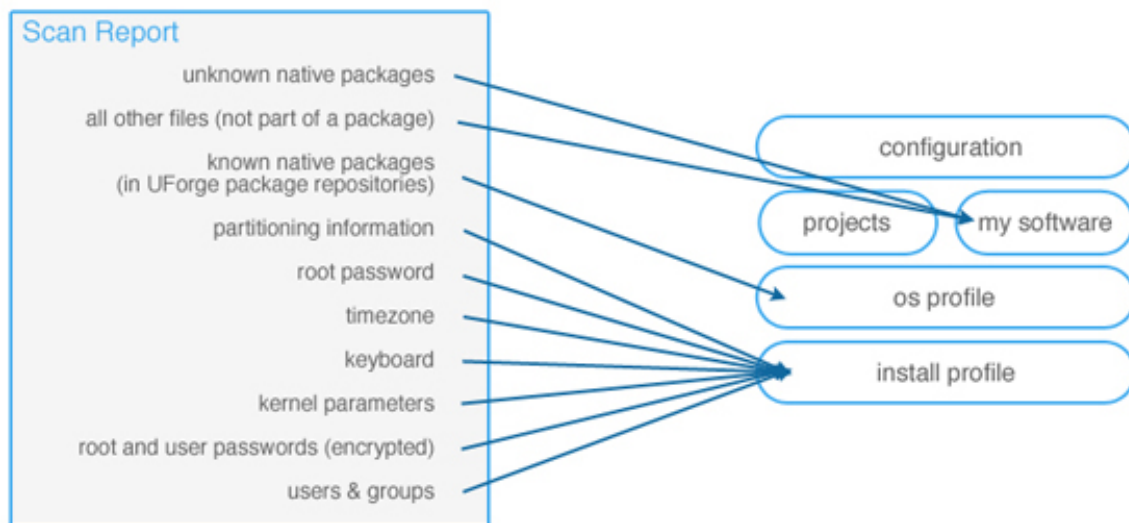 Scan Report
unknown native packages
all other files (not part of a package)
known native packages
(in UForge package repositories)
partitioning information
root password
timezone
keyboard
kernel parameters
root and user passwords (encrypted)
users & groups
configuration
projects
my software
os profile
install profile